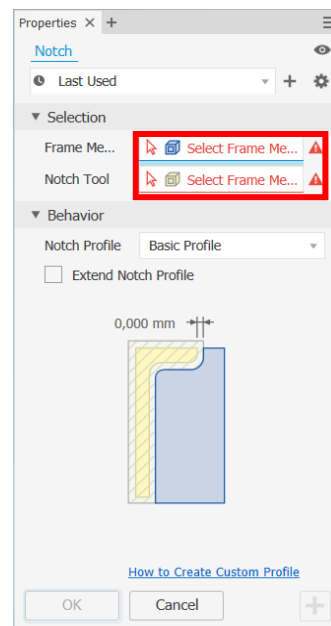 Properties
Notch
Last Used
Selection
Frame Me...
Select Frame Me...
Notch Tool
Select Frame Me...
Behavior
Notch Profile
Basic Profile
Extend Notch Profile
0,000 mm
How to Create Custom Profile
OK
Cancel